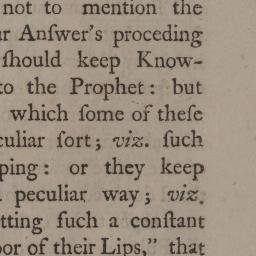 not to mention the
ur Anſwer's proceding
ſhould keep Know-
to the Prophet: but
which ſome of theſe
culiar ſort; viz. ſuch
ping: or they keep
peculiar way; viz.
tting ſuch a conſtant
oor of their Lips," that